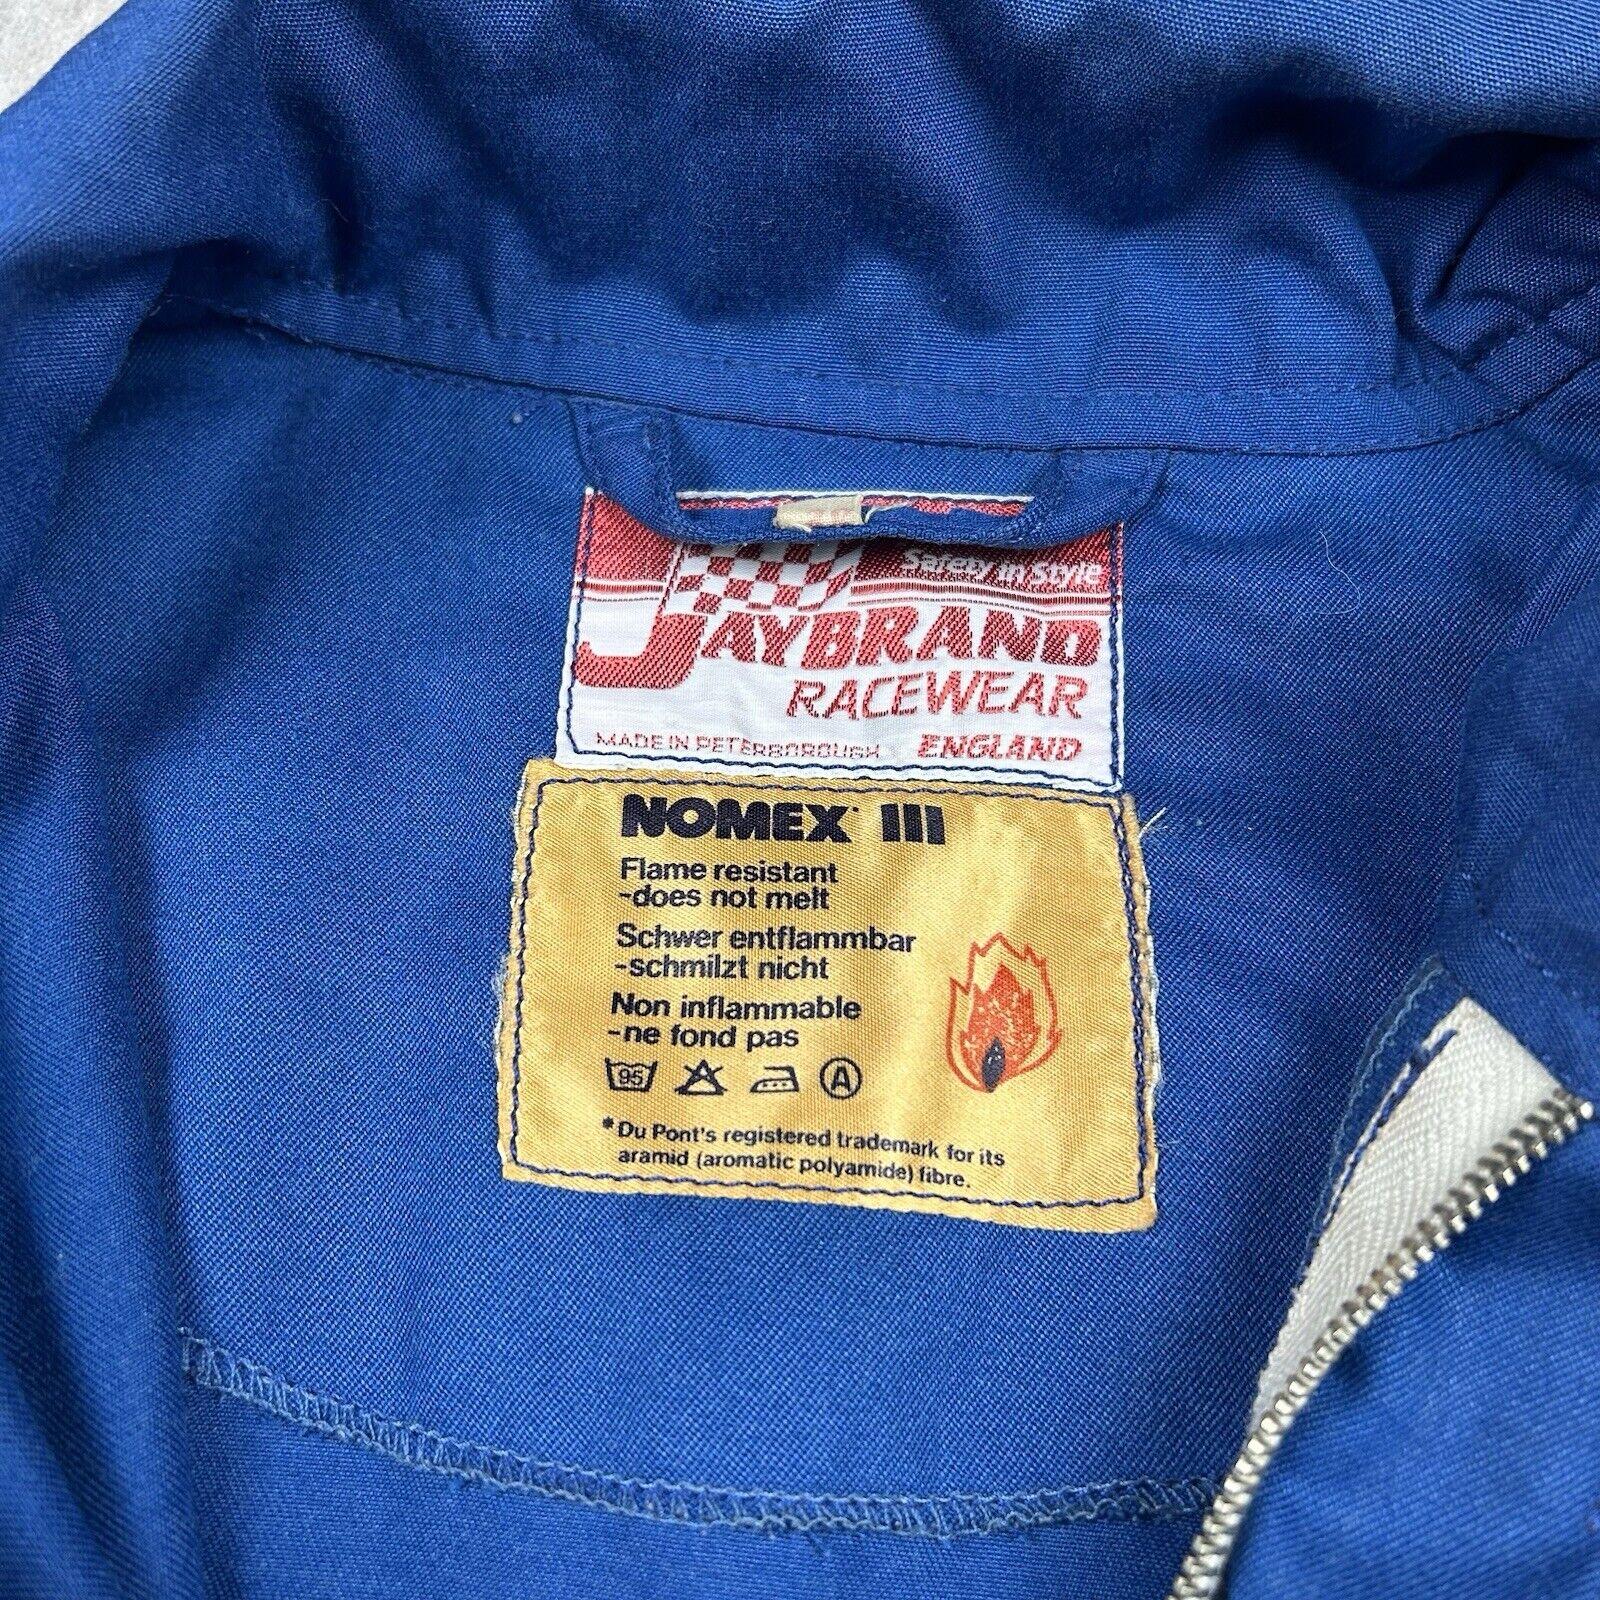 Safety in Style
JAYBRAND
RACEWEAR
MADE IN PETERBOROUGH ENGLAND
NOMEX* III
Flame resistant
-does not melt
Schwer entflammbar
-schmilzt nicht
Non inflammable
-ne fond pas
95 A
*Du Pont's registered trademark for its
aramid (aromatic polyamide) fibre.